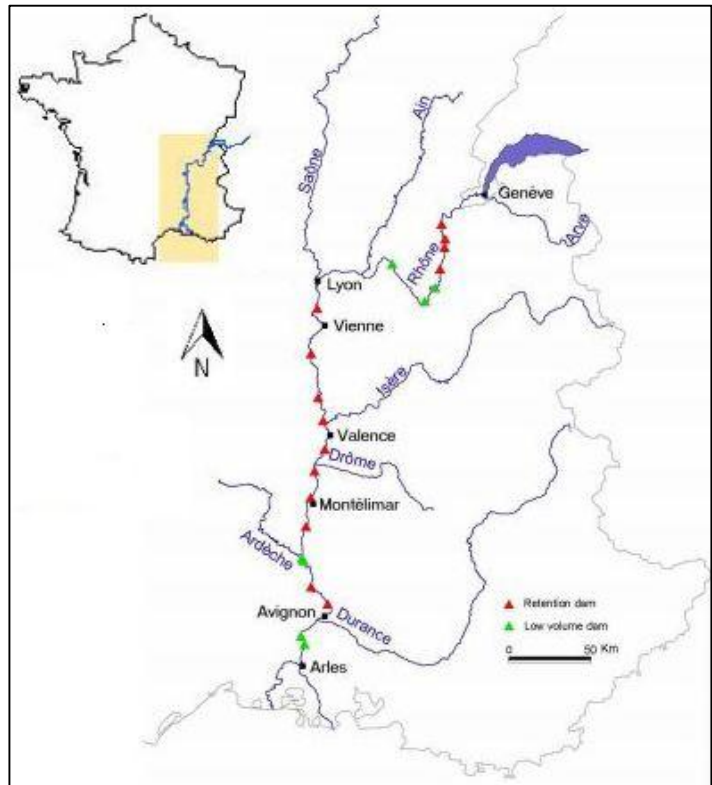 Saône
Ain
Genève
Arve
Rhône
Lyon
Vienne
N
Isère
Valence
Drôme
Montélimar
Ardèche
Retention dam
Low volume dam
Avignon
Durance
0 50 Km
Arles